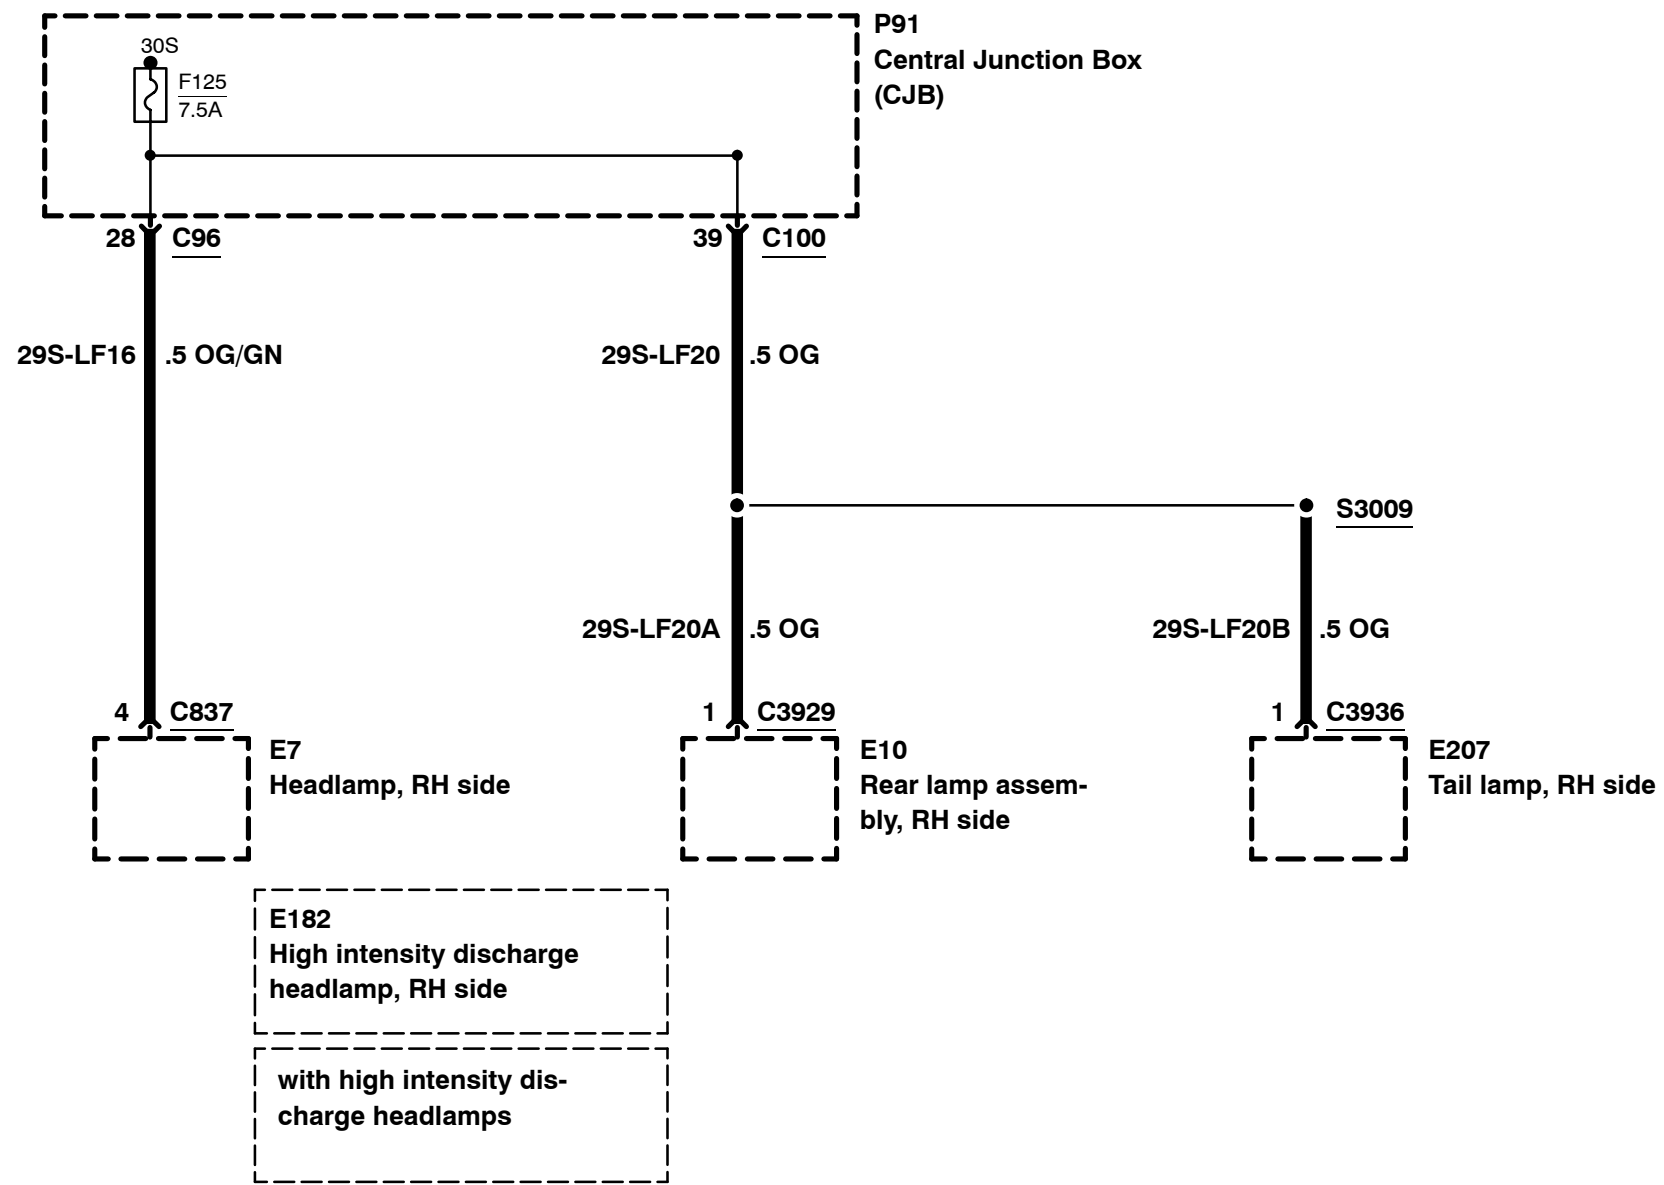 P91
Central Junction Box
(CJB)
30S
F125
7.5A
28
C96
39
C100
29S-LF16
.5 OG/GN
29S-LF20
.5 OG
S3009
29S-LF20A
.5 OG
29S-LF20B
.5 OG
4
C837
1
C3929
1
C3936
E7
Headlamp, RH side
E10
Rear lamp assem-
bly, RH side
E207
Tail lamp, RH side
E182
High intensity discharge
headlamp, RH side
with high intensity dis-
charge headlamps